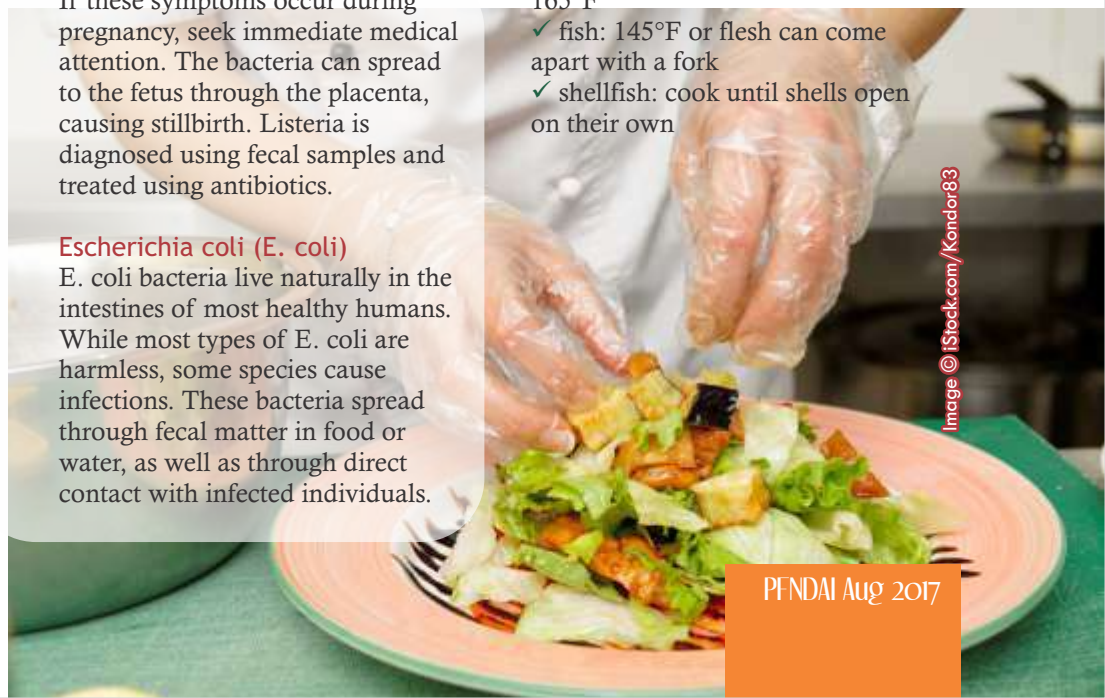 If these symptoms occur during
pregnancy, seek immediate medical
attention. The bacteria can spread
to the fetus through the placenta,
causing stillbirth. Listeria is
diagnosed using fecal samples and
treated using antibiotics.
Escherichia coli (E. coli)
E. coli bacteria live naturally in the
intestines of most healthy humans.
While most types of E. coli are
harmless, some species cause
infections. These bacteria spread
through fecal matter in food or
water, as well as through direct
contact with infected individuals.
165°F
✓ fish: 145°F or flesh can come
apart with a fork
✓ shellfish: cook until shells open
on their own
Image © iStock.com/Kondor83
PFNDAI Aug 2017